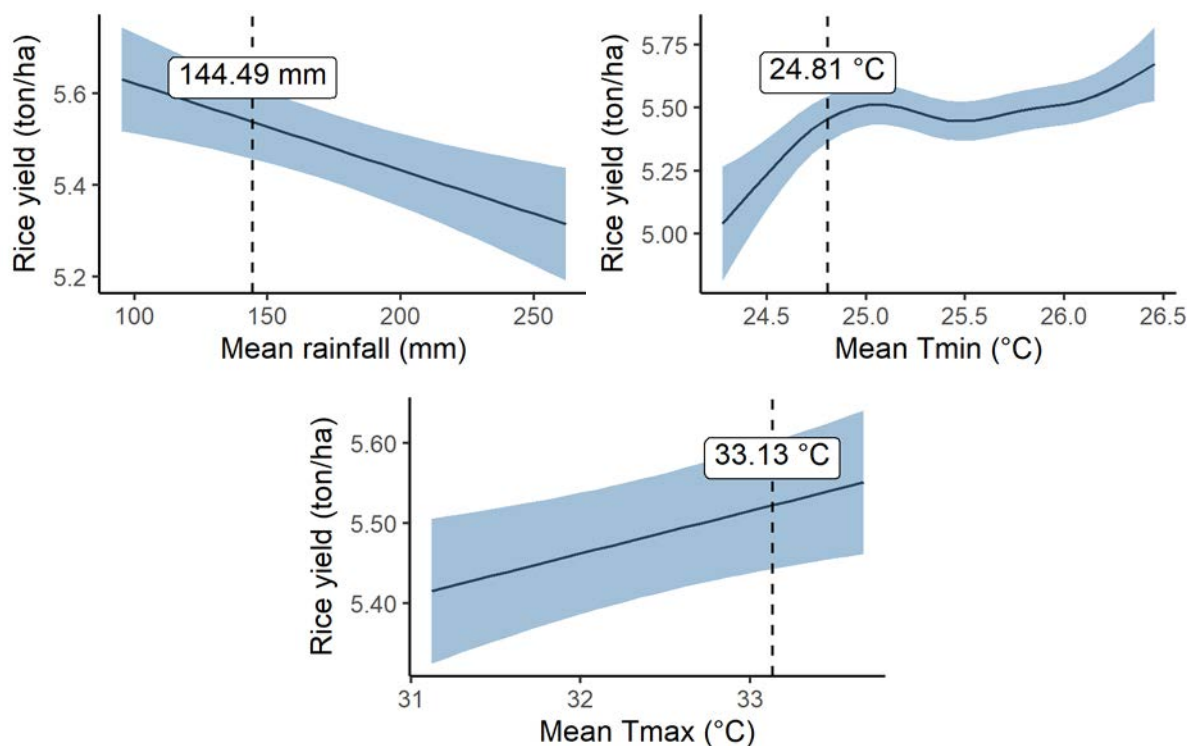 Rice yield (ton/ha)
5.6
5.4
5.2
144.49 mm
100
150
200
250
Mean rainfall (mm)
Rice yield (ton/ha)
5.75
5.50
5.25
5.00
24.81 °C
24.5
25.0
25.5
26.0
26.5
Mean Tmin (°C)
Rice yield (ton/ha)
5.60
5.50
5.40
33.13 °C
31
32
33
Mean Tmax (°C)